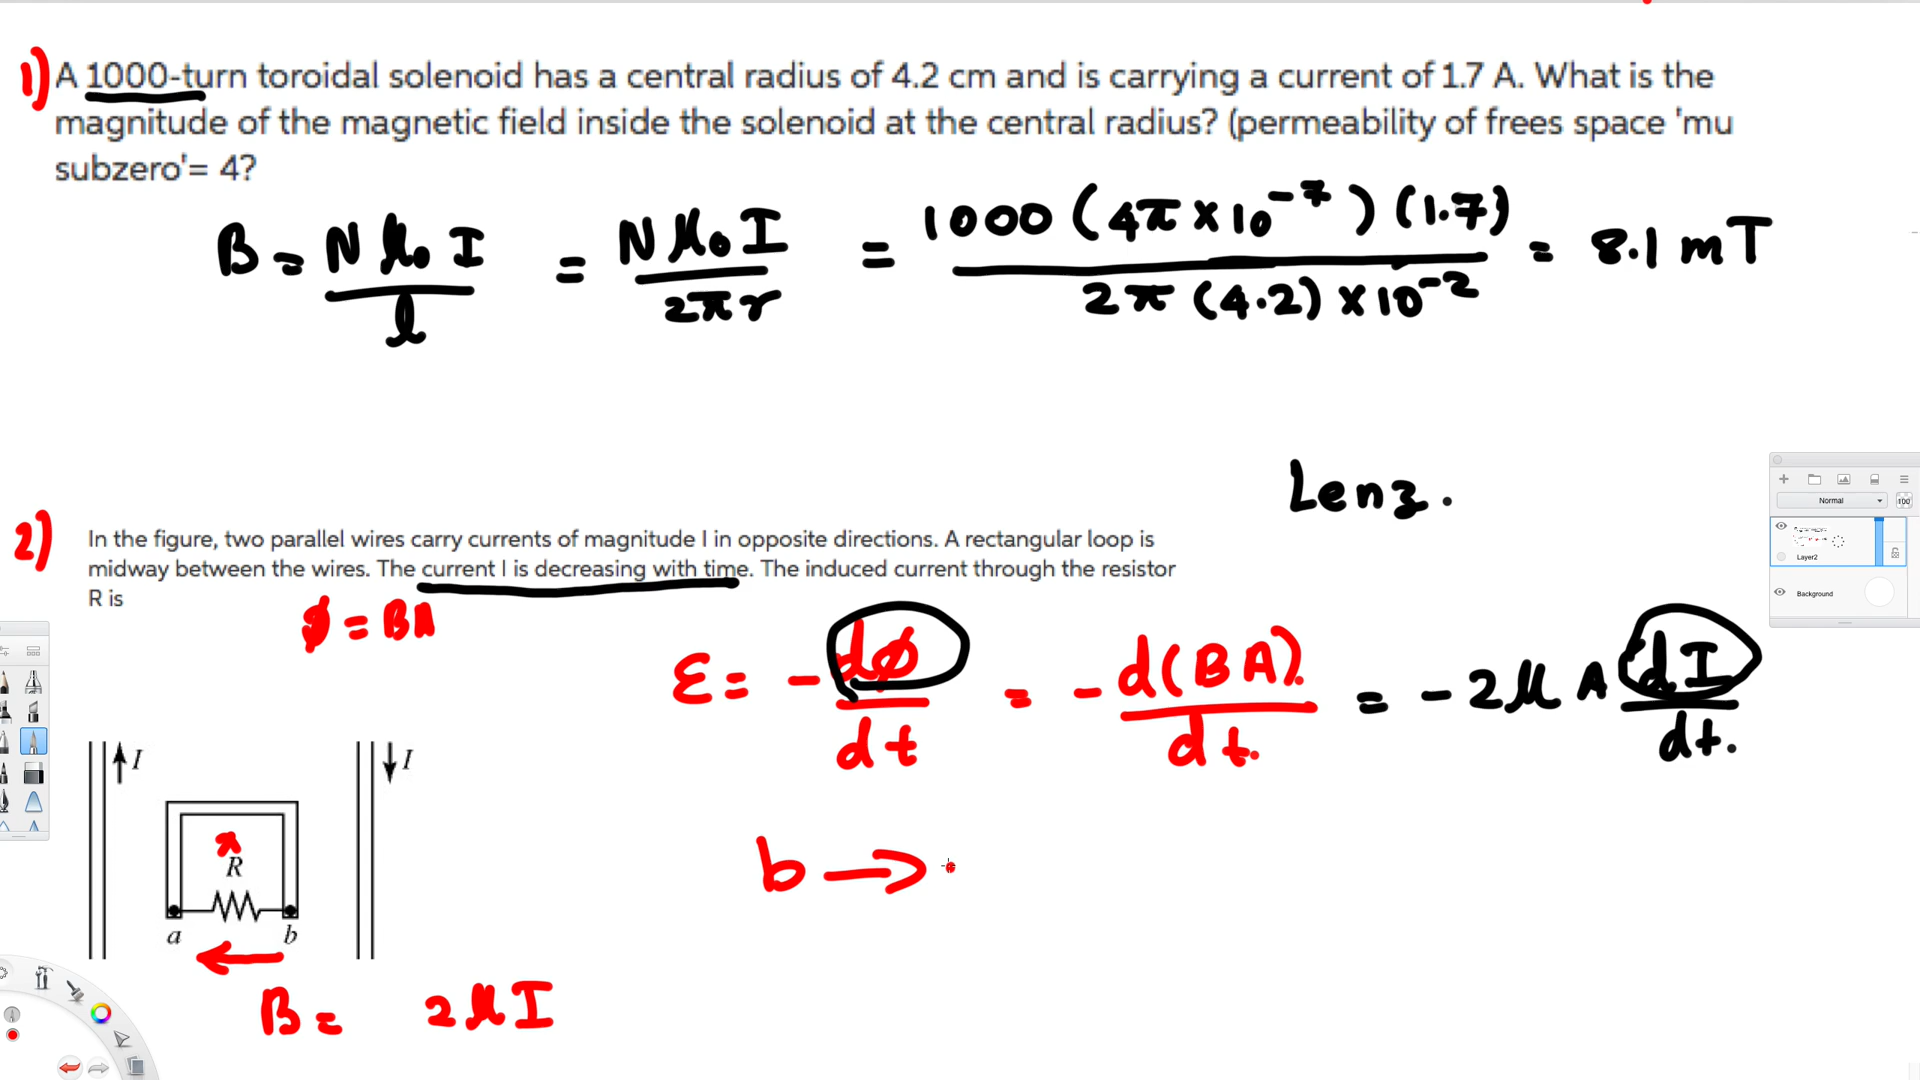 1) A 1000-turn toroidal solenoid has a central radius of 4.2 cm and is carrying a current of 1.7 A. What is the
magnitude of the magnetic field inside the solenoid at the central radius? (permeability of frees space 'mu
subzero'= 4?
B = Nμ₀I / l = Nμ₀I / 2πr = 1000 (4π × 10⁻⁷) (1.7) / 2π (4.2) × 10⁻² = 8.1 mT
Lenz.
2) In the figure, two parallel wires carry currents of magnitude I in opposite directions. A rectangular loop is
midway between the wires. The current I is decreasing with time. The induced current through the resistor
R is
ϕ = BA
ε = - dϕ / dt = - d(BA). / dt. = - 2μA dI / dt.
I
I
R
a
b
b →
B = 2μI
Normal
100
Layer2
Background